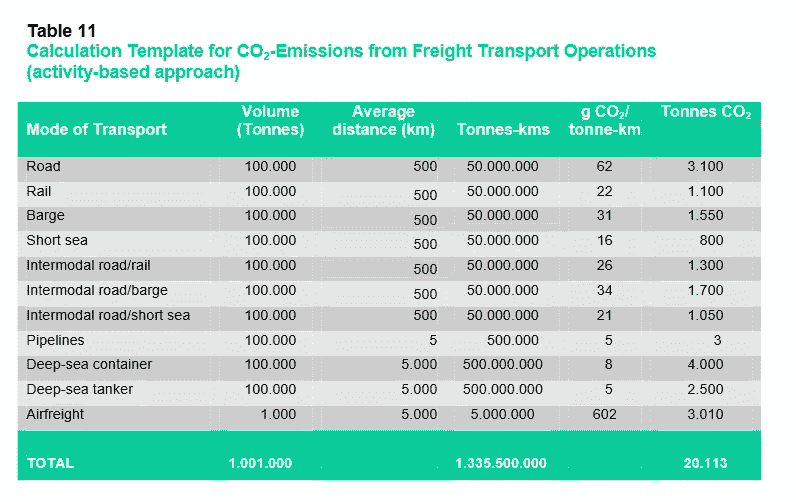 Table 11
Calculation Template for CO₂-Emissions from Freight Transport Operations
(activity-based approach)
Mode of Transport Volume (Tonnes) Average distance (km) Tonnes-kms g CO₂/ tonne-km Tonnes CO₂
Road 100.000 500 50.000.000 62 3.100
Rail 100.000 500 50.000.000 22 1.100
Barge 100.000 500 50.000.000 31 1.550
Short sea 100.000 500 50.000.000 16 800
Intermodal road/rail 100.000 500 50.000.000 26 1.300
Intermodal road/barge 100.000 500 50.000.000 34 1.700
Intermodal road/short sea 100.000 500 50.000.000 21 1.050
Pipelines 100.000 5 500.000 5 3
Deep-sea container 100.000 5.000 500.000.000 8 4.000
Deep-sea tanker 100.000 5.000 500.000.000 5 2.500
Airfreight 1.000 5.000 5.000.000 602 3.010
TOTAL 1.001.000 1.335.500.000 20.113